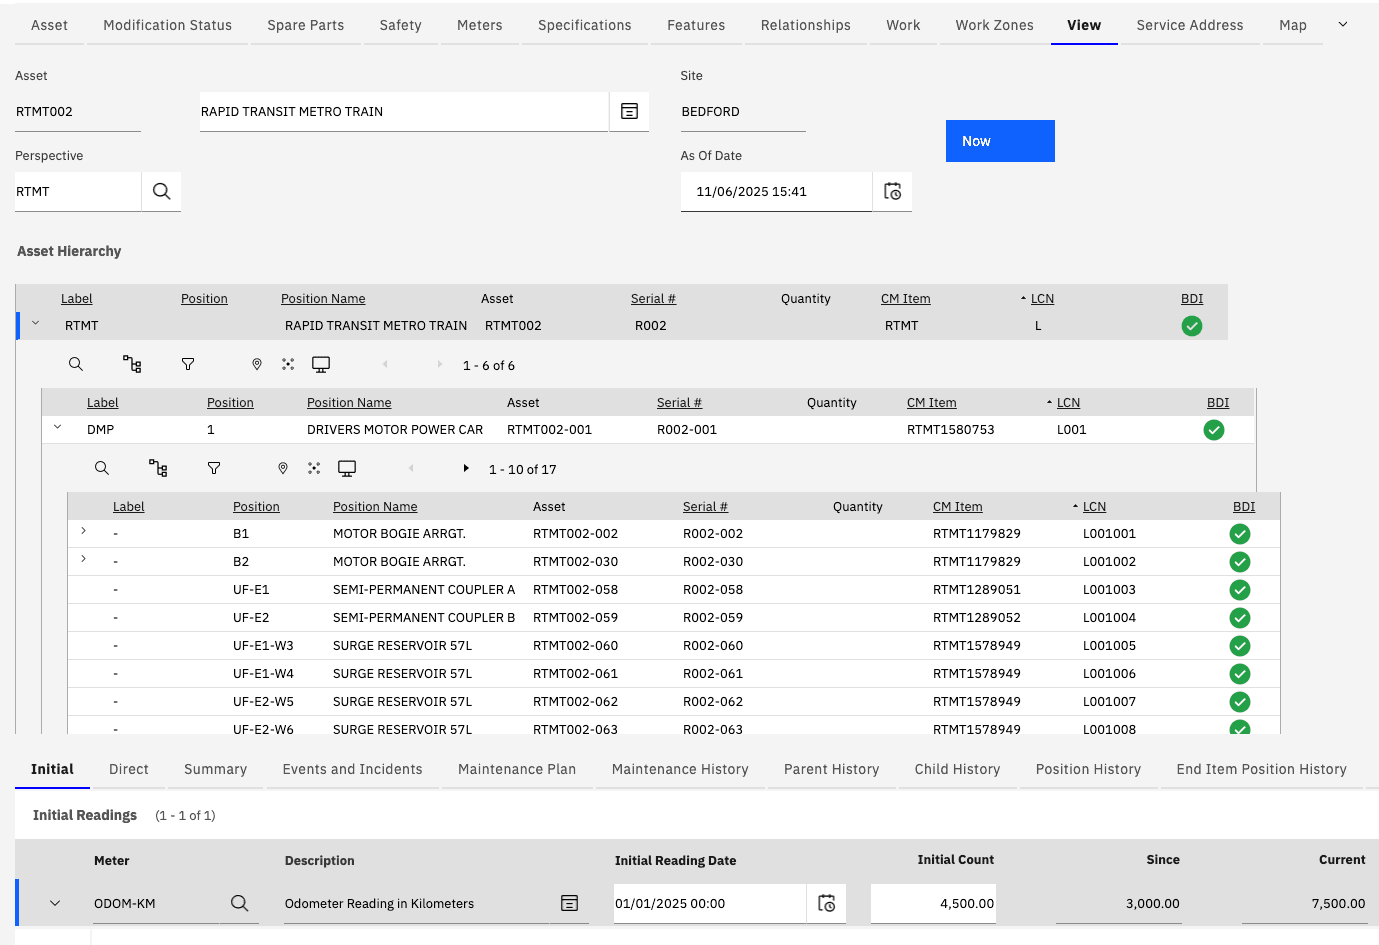 Asset Modification Status Spare Parts Safety Meters Specifications Features Relationships Work Work Zones View Service Address Map
Asset Site
RTMT002 RAPID TRANSIT METRO TRAIN BEDFORD
Now
Perspective As Of Date
RTMT 11/06/2025 15:41
Asset Hierarchy
Label Position Position Name Asset Serial # Quantity CM Item LCN BDI
RTMT RAPID TRANSIT METRO TRAIN RTMT002 R002 RTMT L
1 - 6 of 6
Label Position Position Name Asset Serial # Quantity CM Item LCN BDI
DMP 1 DRIVERS MOTOR POWER CAR RTMT002-001 R002-001 RTMT1580753 L001
1 - 10 of 17
Label Position Position Name Asset Serial # Quantity CM Item LCN BDI
- B1 MOTOR BOGIE ARRGT. RTMT002-002 R002-002 RTMT1179829 L001001
- B2 MOTOR BOGIE ARRGT. RTMT002-030 R002-030 RTMT1179829 L001002
- UF-E1 SEMI-PERMANENT COUPLER A RTMT002-058 R002-058 RTMT1289051 L001003
- UF-E2 SEMI-PERMANENT COUPLER B RTMT002-059 R002-059 RTMT1289052 L001004
- UF-E1-W3 SURGE RESERVOIR 57L RTMT002-060 R002-060 RTMT1578949 L001005
- UF-E1-W4 SURGE RESERVOIR 57L RTMT002-061 R002-061 RTMT1578949 L001006
- UF-E2-W5 SURGE RESERVOIR 57L RTMT002-062 R002-062 RTMT1578949 L001007
- UF-E2-W6 SURGE RESERVOIR 57L RTMT002-063 R002-063 RTMT1578949 L001008
Initial Direct Summary Events and Incidents Maintenance Plan Maintenance History Parent History Child History Position History End Item Position History
Initial Readings (1 - 1 of 1)
Meter Description Initial Reading Date Initial Count Since Current
ODOM-KM Odometer Reading in Kilometers 01/01/2025 00:00 4,500.00 3,000.00 7,500.00